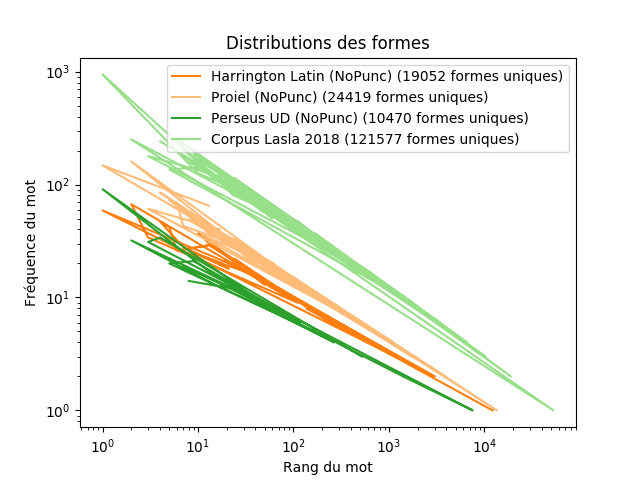 Distributions des formes
Harrington Latin (NoPunc) (19052 formes uniques)
Proiel (NoPunc) (24419 formes uniques)
Perseus UD (NoPunc) (10470 formes uniques)
Corpus Lasla 2018 (121577 formes uniques)
Fréquence du mot
10³
10²
10¹
10⁰
10⁰ 10¹ 10² 10³ 10⁴
Rang du mot